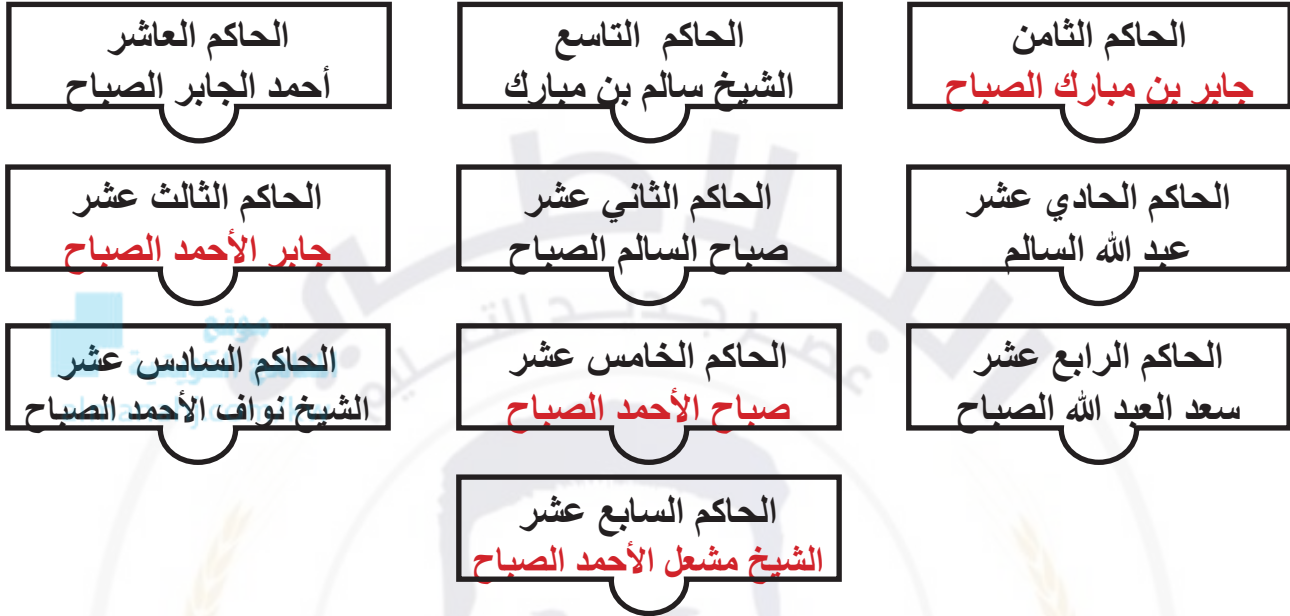 الحاكم الثامن
جابر بن مبارك الصباح
الحاكم التاسع
الشيخ سالم بن مبارك
الحاكم العاشر
أحمد الجابر الصباح
الحاكم الحادي عشر
عبد الله السالم
الحاكم الثاني عشر
صباح السالم الصباح
الحاكم الثالث عشر
جابر الأحمد الصباح
الحاكم الرابع عشر
سعد العبد الله الصباح
الحاكم الخامس عشر
صباح الأحمد الصباح
موقع
الحاكم السادس عشر
الشيخ نواف الأحمد الصباح
الحاكم السابع عشر
الشيخ مشعل الأحمد الصباح